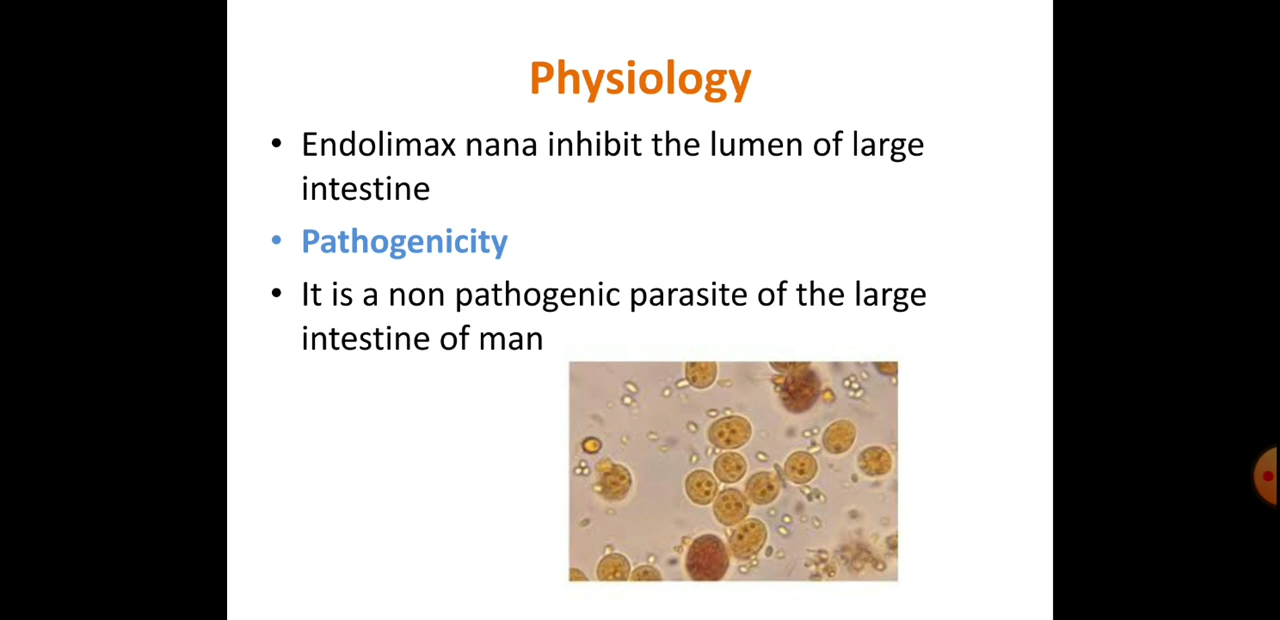 Physiology
• Endolimax nana inhibit the lumen of large
intestine
• Pathogenicity
• It is a non pathogenic parasite of the large
intestine of man